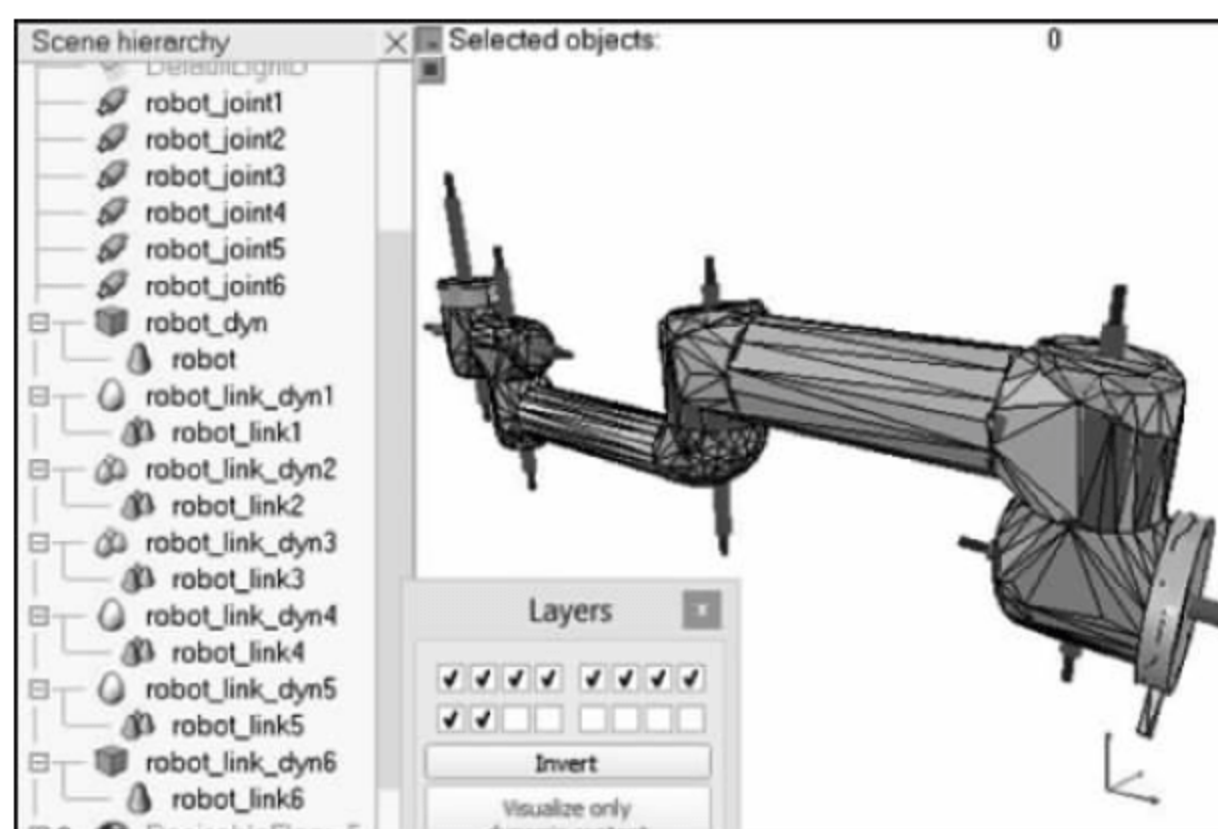 Scene hierarchy
Selected objects:
0
DefaultLightD
robot_joint1
robot_joint2
robot_joint3
robot_joint4
robot_joint5
robot_joint6
robot_dyn
robot
robot_link_dyn1
robot_link1
robot_link_dyn2
robot_link2
robot_link_dyn3
robot_link3
robot_link_dyn4
robot_link4
robot_link_dyn5
robot_link5
robot_link_dyn6
robot_link6
Layers
Invert
Visualize only